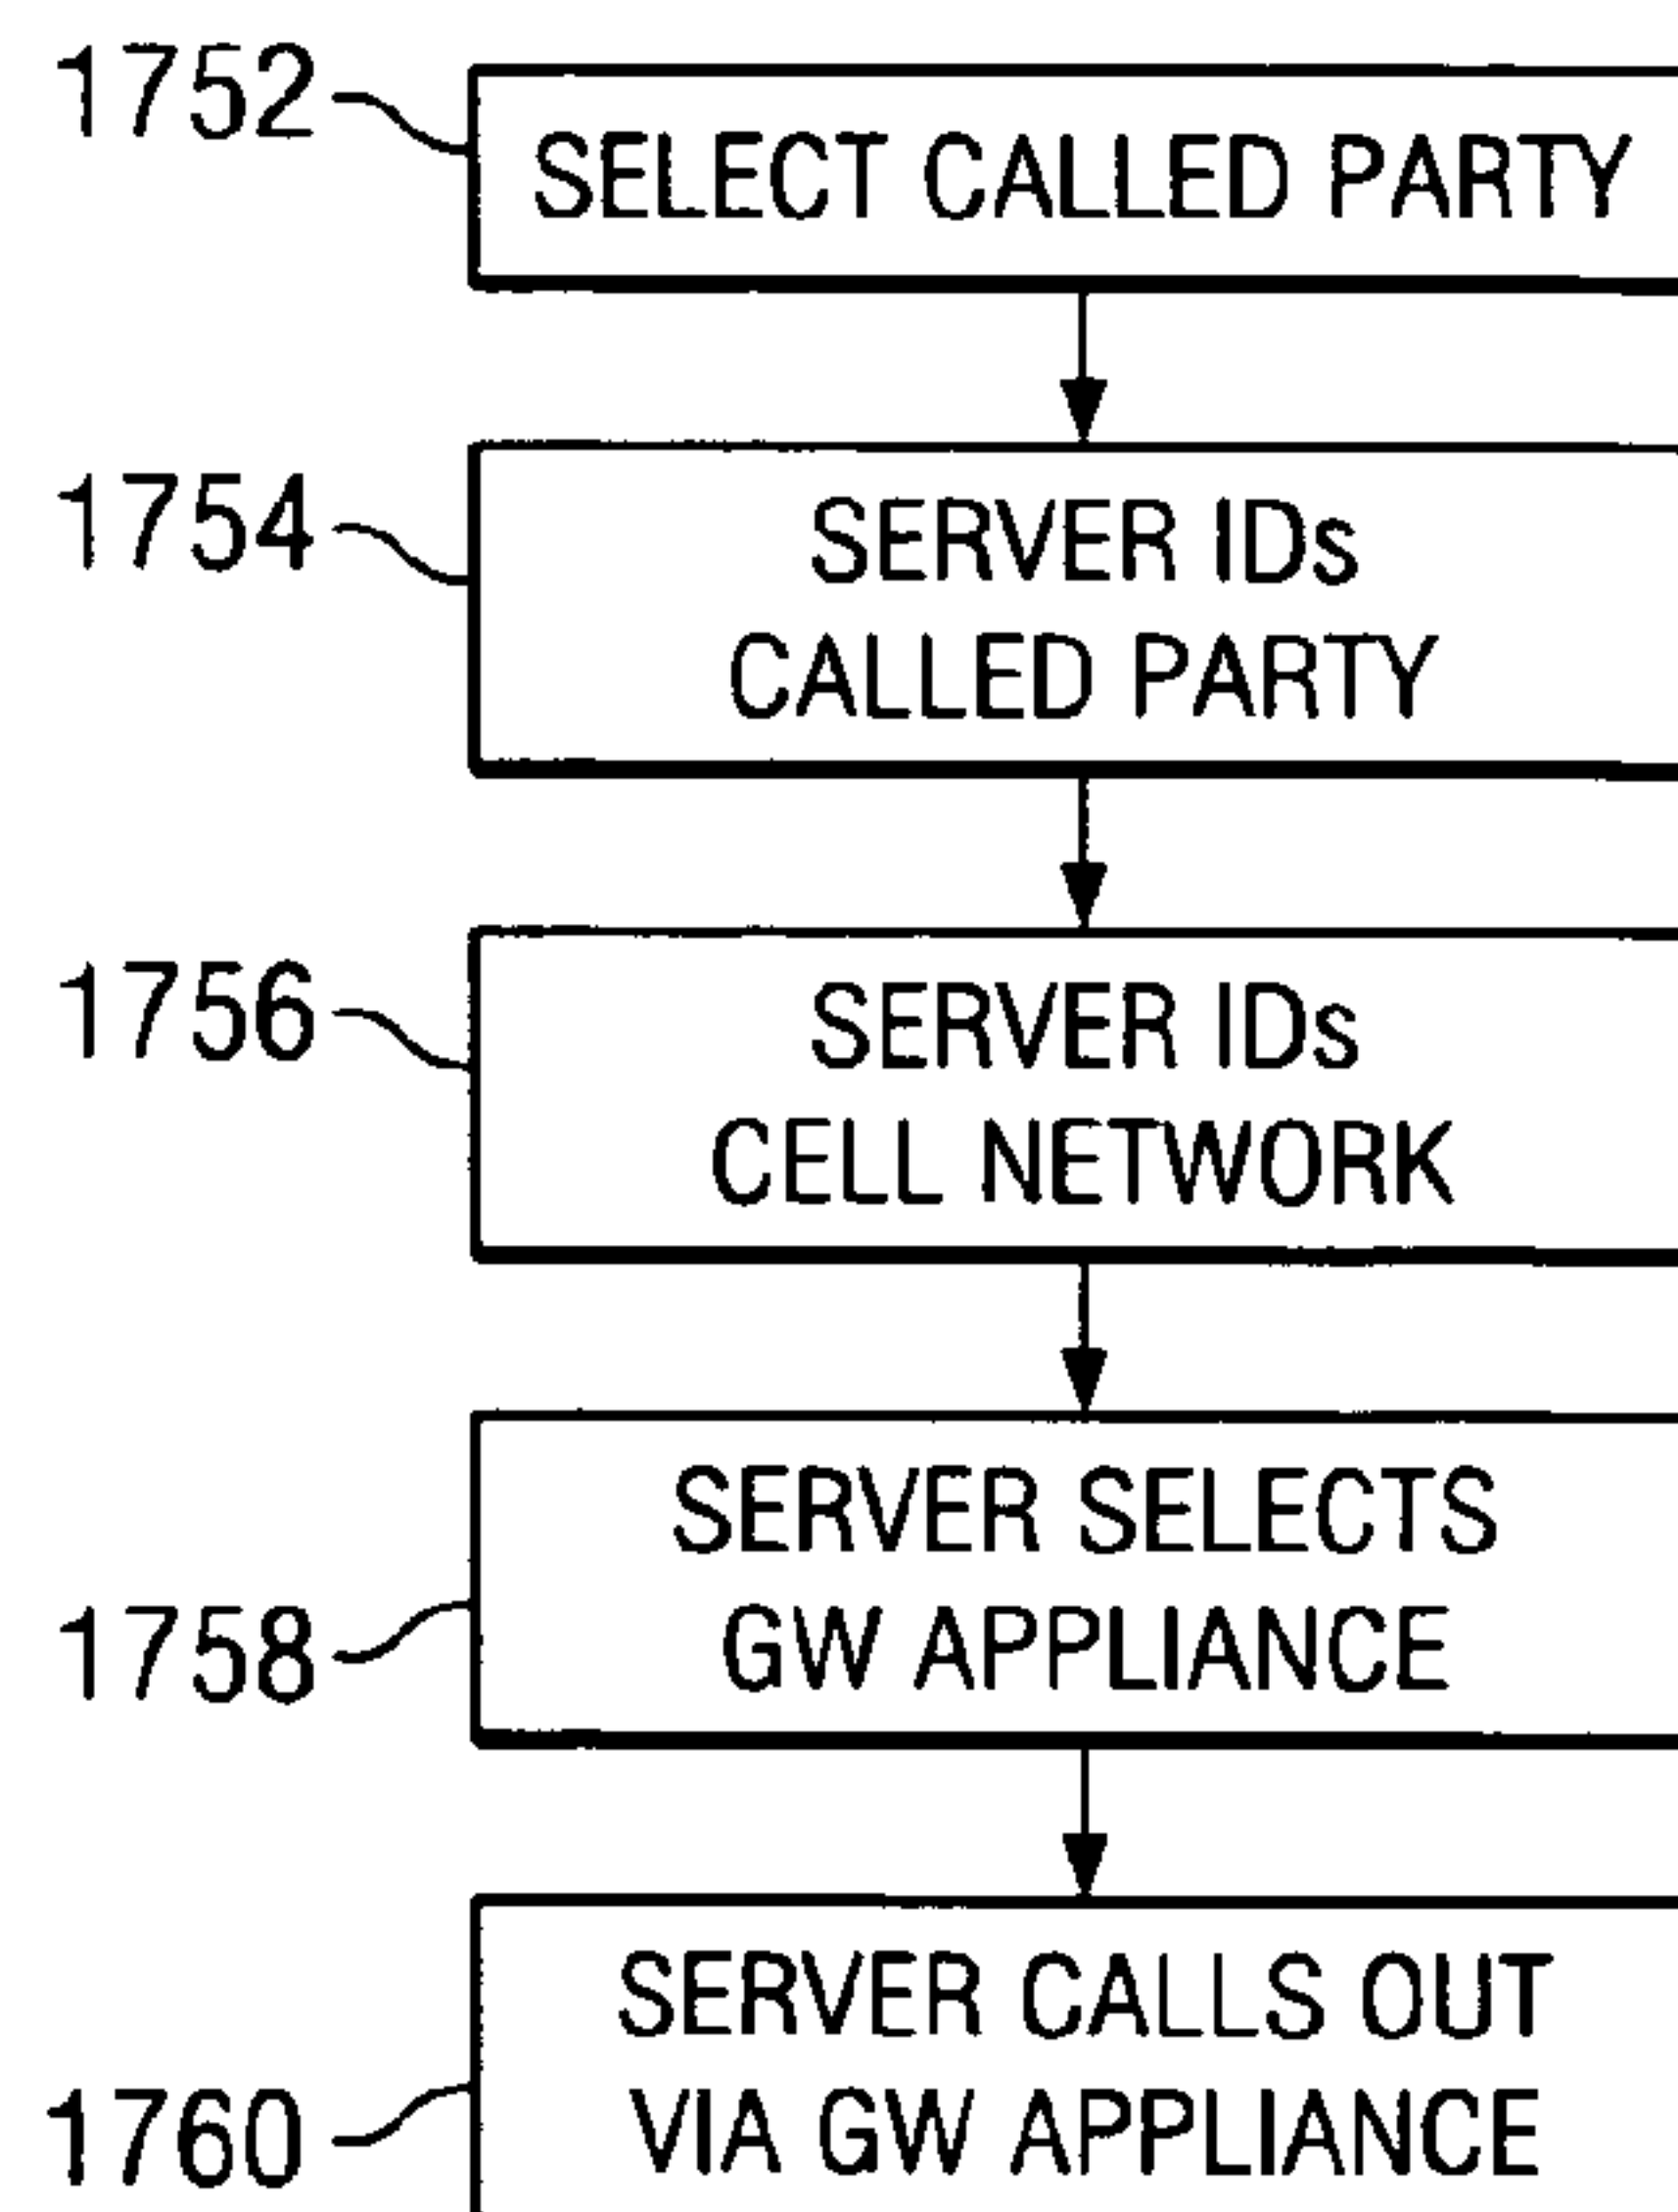 1752
SELECT CALLED PARTY
1754
SERVER IDs
CALLED PARTY
1756
SERVER IDs
CELL NETWORK
SERVER SELECTS
GW APPLIANCE
1758
SERVER CALLS OUT
VIA GW APPLIANCE
1760